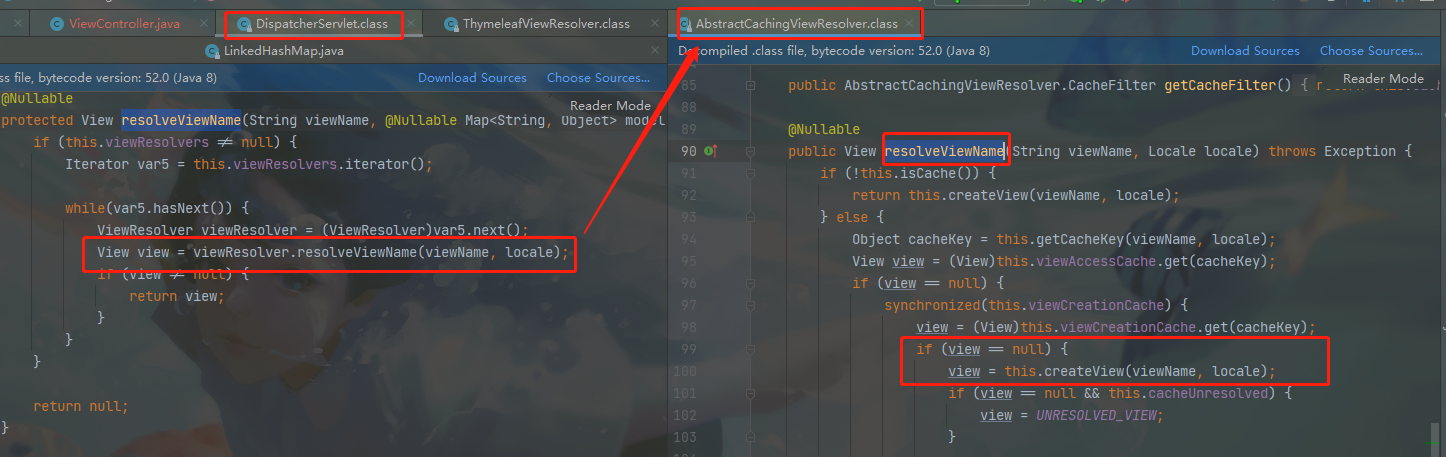 ViewController.java
DispatcherServlet.class
ThymeleafViewResolver.class
LinkedHashMap.java
ss file, bytecode version: 52.0 (Java 8)
Download Sources
Choose Sources...
Reader Mode
@Nullable
protected View resolveViewName(String viewName, @Nullable Map<String, Object> model
if (this.viewResolvers != null) {
Iterator var5 = this.viewResolvers.iterator();
while(var5.hasNext()) {
ViewResolver viewResolver = (ViewResolver)var5.next();
View view = viewResolver.resolveViewName(viewName, locale);
if (view != null) {
return view;
}
}
}
return null;
}
AbstractCachingViewResolver.class
Decompiled .class file, bytecode version: 52.0 (Java 8)
Download Sources
Choose Sources...
Reader Mode
85 public AbstractCachingViewResolver.CacheFilter getCacheFilter() {
88
89 @Nullable
90 public View resolveViewName(String viewName, Locale locale) throws Exception {
91 if (!this.isCache()) {
92 return this.createView(viewName, locale);
93 } else {
94 Object cacheKey = this.getCacheKey(viewName, locale);
95 View view = (View)this.viewAccessCache.get(cacheKey);
96 if (view == null) {
97 synchronized(this.viewCreationCache) {
98 view = (View)this.viewCreationCache.get(cacheKey);
99 if (view == null) {
100 view = this.createView(viewName, locale);
101 if (view == null && this.cacheUnresolved) {
102 view = UNRESOLVED_VIEW;
103 }